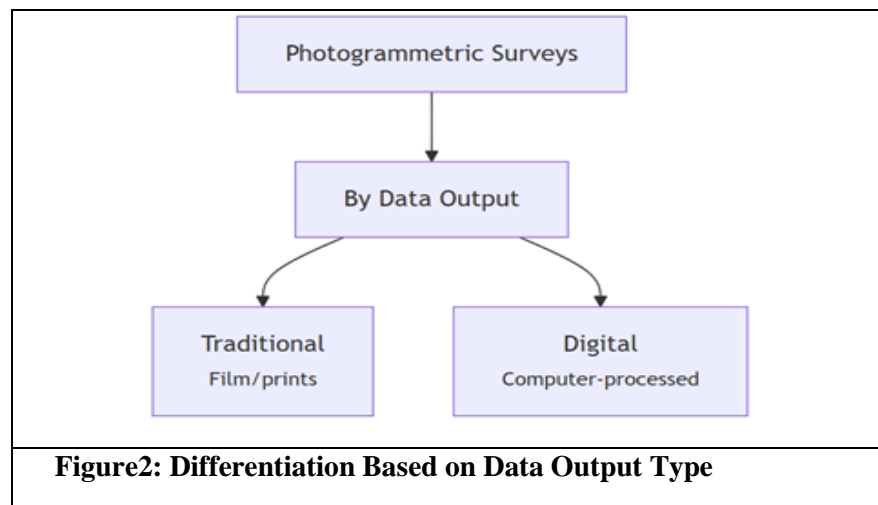 Photogrammetric Surveys
By Data Output
Traditional
Film/prints
Digital
Computer-processed
Figure2: Differentiation Based on Data Output Type